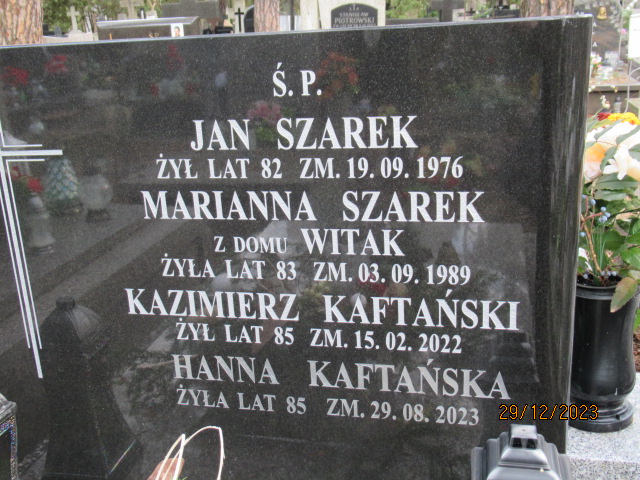 STANISŁAW
PIOTROWSKI
Ś. P.
JAN SZAREK
ŻYŁ LAT 82 ZM. 19. 09. 1976
MARIANNA SZAREK
Z DOMU WITAK
ŻYŁA LAT 83 ZM. 03. 09. 1989
KAZIMIERZ KAFTAŃSKI
ŻYŁ LAT 85 ZM. 15. 02. 2022
HANNA KAFTAŃSKA
ŻYŁA LAT 85 ZM. 29. 08. 2023
29/12/2023